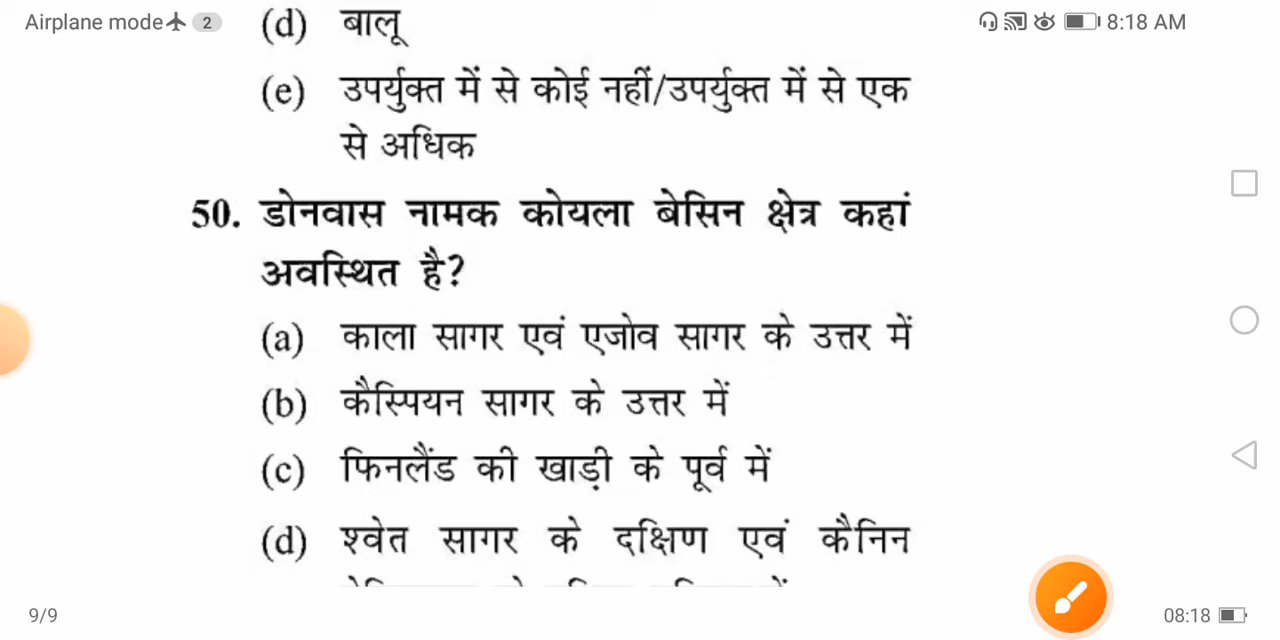 Airplane mode 2 8:18 AM
(d) बालू
(e) उपर्युक्त में से कोई नहीं/उपर्युक्त में से एक
से अधिक
50. डोनवास नामक कोयला बेसिन क्षेत्र कहां
अवस्थित है?
(a) काला सागर एवं एजोव सागर के उत्तर में
(b) कैस्पियन सागर के उत्तर में
(c) फिनलैंड की खाड़ी के पूर्व में
(d) श्वेत सागर के दक्षिण एवं कैनिन
9/9 08:18